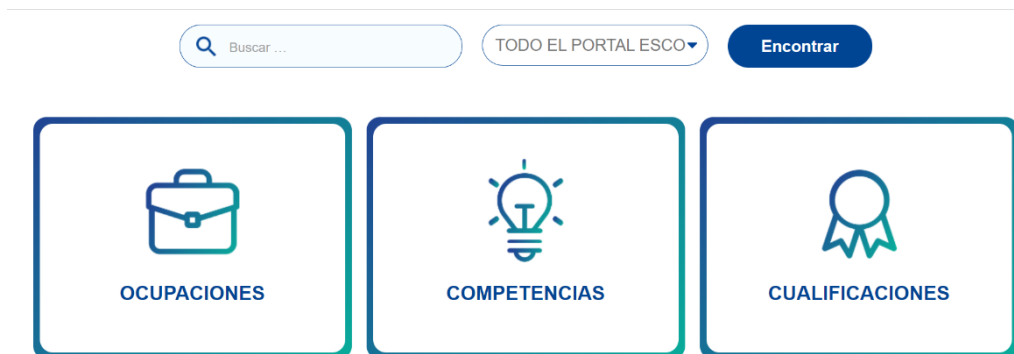 Buscar ...
TODO EL PORTAL ESCO
Encontrar
OCUPACIONES
COMPETENCIAS
CUALIFICACIONES